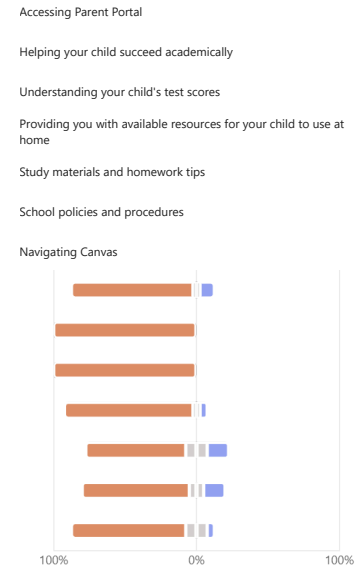 Accessing Parent Portal
Helping your child succeed academically
Understanding your child's test scores
Providing you with available resources for your child to use at
home
Study materials and homework tips
School policies and procedures
Navigating Canvas
100% 0% 100%